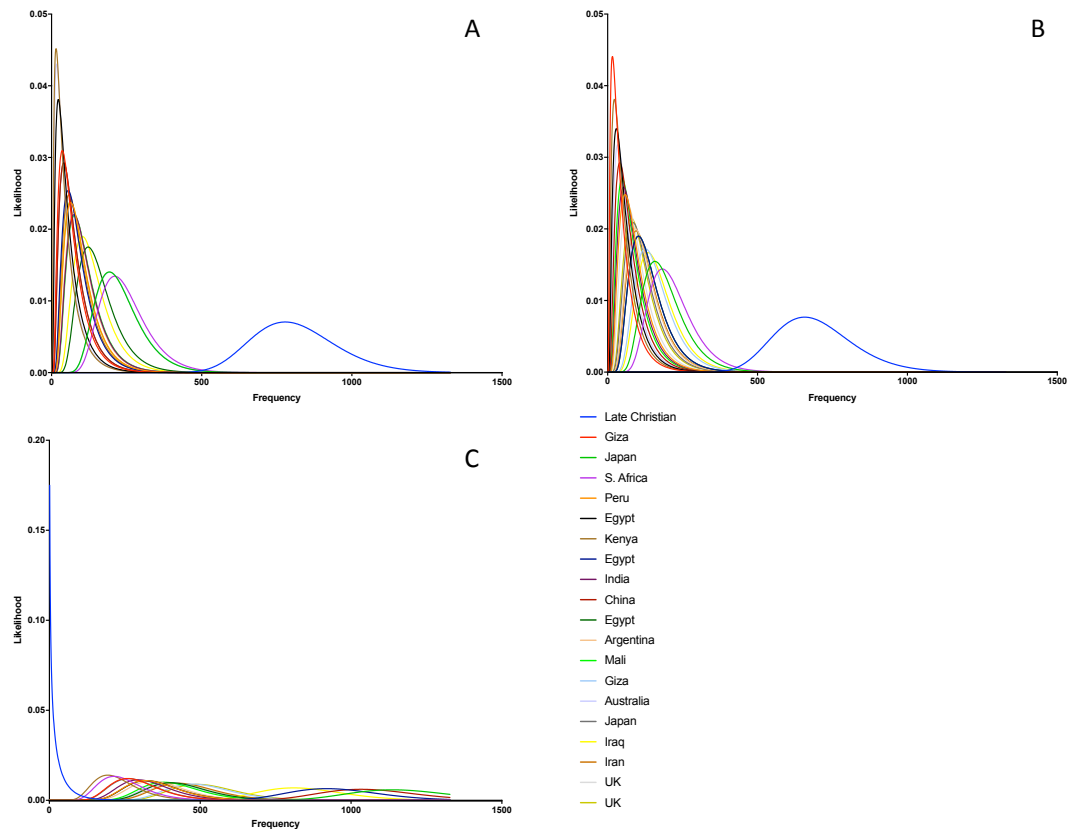 A
0.05
0.04
0.03
0.02
0.01
0.00
Likelihood
0
500
1000
1500
Frequency
B
0.05
0.04
0.03
0.02
0.01
0.00
Likelihood
0
500
1000
1500
Frequency
C
0.20
0.15
0.10
0.05
0.00
Likelihood
0
500
1000
1500
Frequency
Late Christian
Giza
Japan
S. Africa
Peru
Egypt
Kenya
Egypt
India
China
Egypt
Argentina
Mali
Giza
Australia
Japan
Iraq
Iran
UK
UK